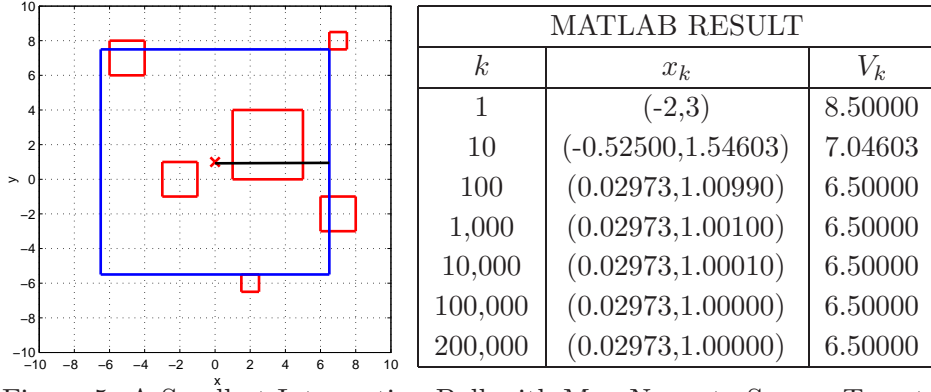 10
8
6
4
2
0
−2
−4
−6
−8
−10
y
−10 −8 −6 −4 −2 0 2 4 6 8 10
x
MATLAB RESULT
k x_k V_k
1 (-2,3) 8.50000
10 (-0.52500,1.54603) 7.04603
100 (0.02973,1.00990) 6.50000
1,000 (0.02973,1.00100) 6.50000
10,000 (0.02973,1.00010) 6.50000
100,000 (0.02973,1.00000) 6.50000
200,000 (0.02973,1.00000) 6.50000